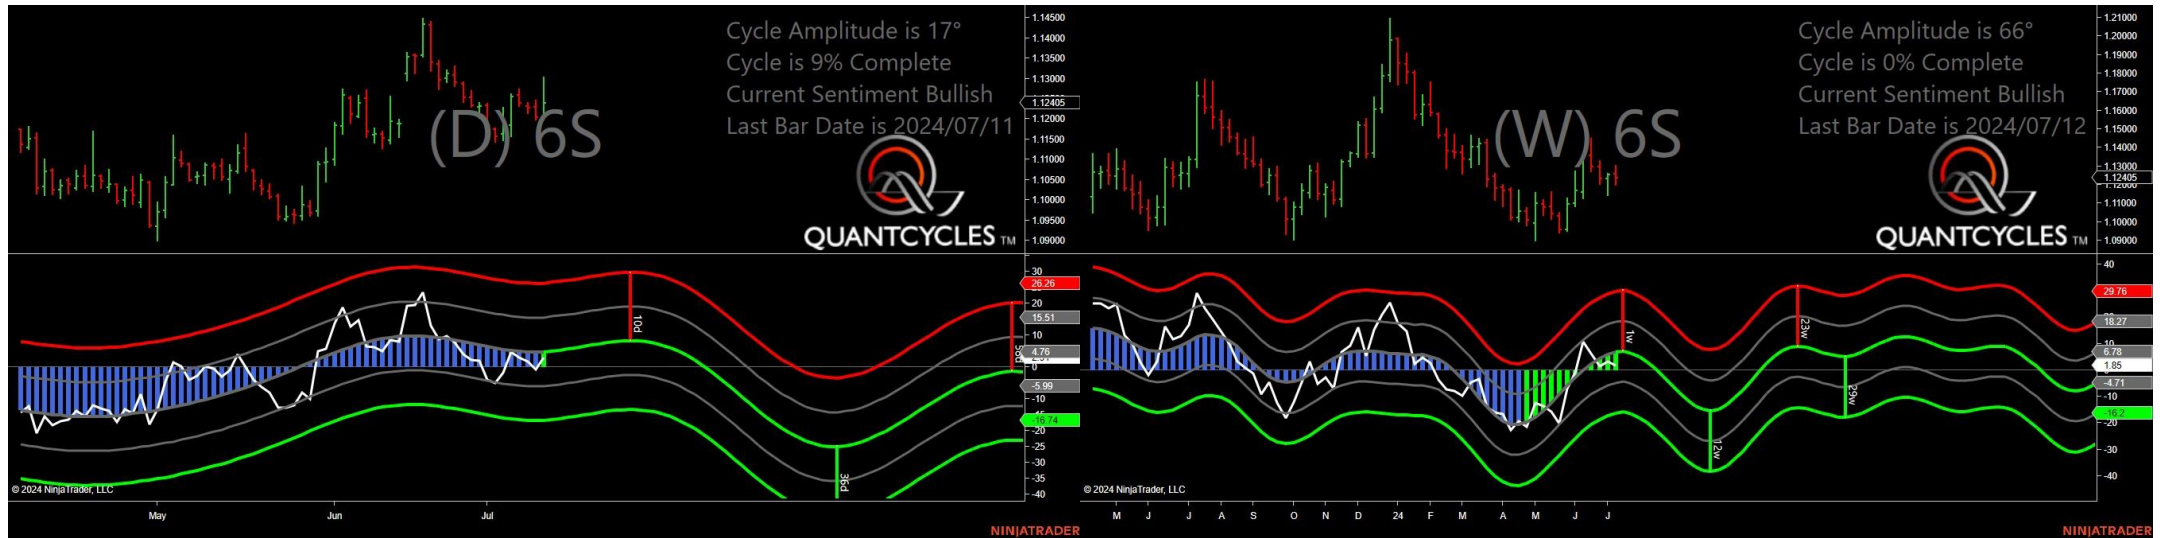 Cycle Amplitude is 17°
Cycle is 9% Complete
Current Sentiment Bullish
Last Bar Date is 2024/07/11
(D) 6S
QUANTCYCLES TM
1.14500
1.14000
1.13500
1.13000
1.12405
1.12000
1.11500
1.11000
1.10500
1.10000
1.09500
1.09000
30
26.26
20
15.51
10
4.76
0
-5.99
-10
-16.74
-20
-25
-30
-35
-40
10d
36d
© 2024 NinjaTrader, LLC
May
Jun
Jul
NINJATRADER
Cycle Amplitude is 66°
Cycle is 0% Complete
Current Sentiment Bullish
Last Bar Date is 2024/07/12
(W) 6S
QUANTCYCLES TM
1.21000
1.20000
1.19000
1.18000
1.17000
1.16000
1.15000
1.14000
1.13000
1.12405
1.12000
1.11000
1.10000
1.09000
40
29.76
18.27
10
6.78
1.85
-4.71
-10
-16.2
-20
-30
-40
1w
12w
23w
29w
© 2024 NinjaTrader, LLC
M J J A S O N D 24 F M A M J J
NINJATRADER